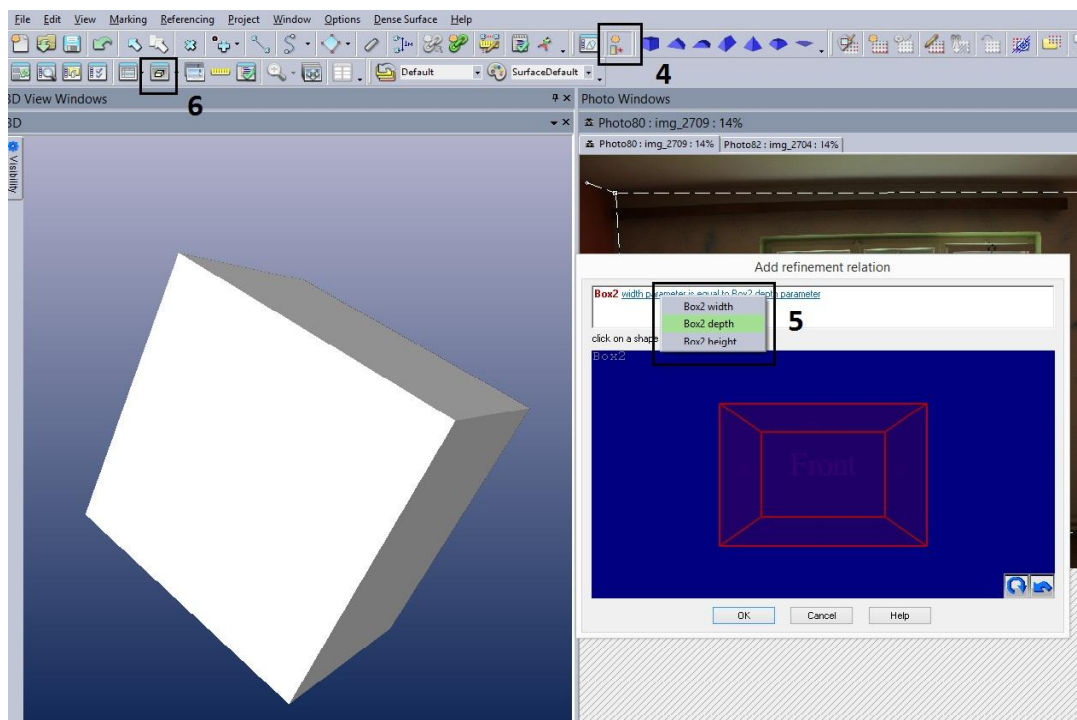 File Edit View Marking Referencing Project Window Options Dense Surface Help
4
Default SurfaceDefault
6
3D View Windows
Photo Windows
3D
Photo80 : img_2709 : 14%
Photo80 : img_2709 : 14% Photo82 : img_2704 : 14%
Visibility
Add refinement relation
Box2 width parameter is equal to Box2 depth parameter
Box2 width
Box2 depth
5
Box2 height
click on a shape
Box2
Front
OK Cancel Help